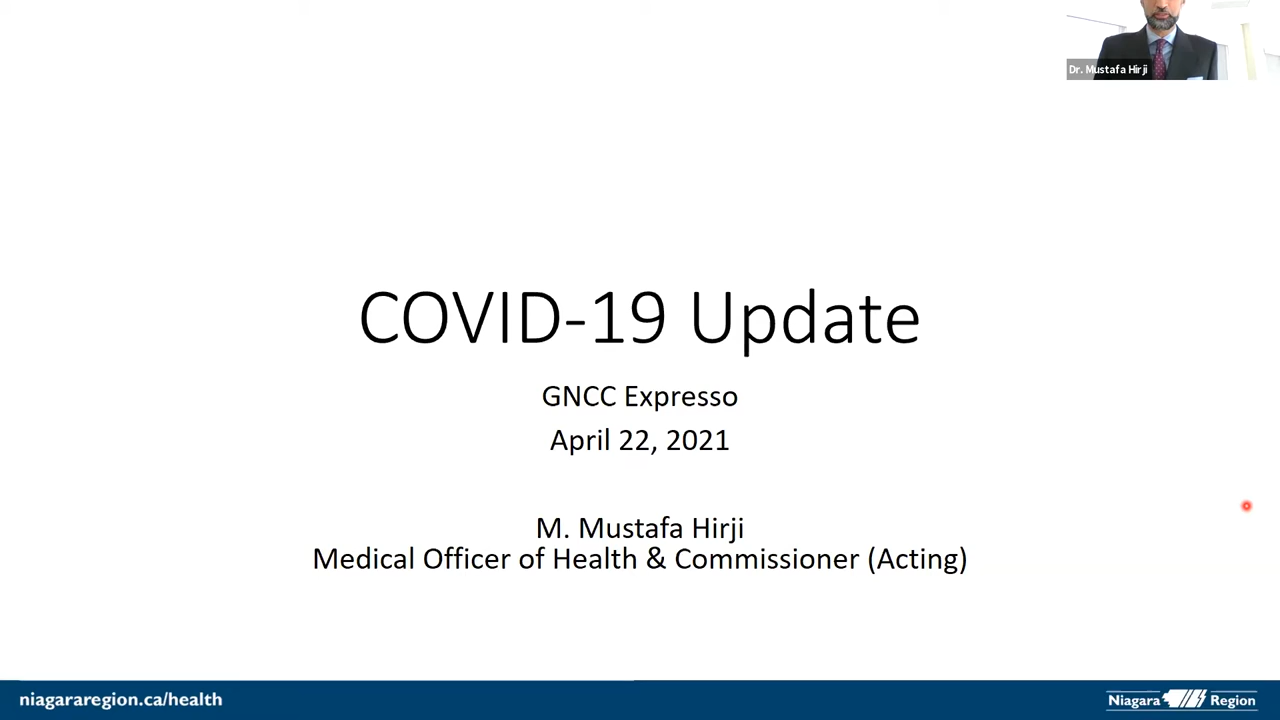 Dr. Mustafa Hirji
COVID-19 Update
GNCC Expresso
April 22, 2021
M. Mustafa Hirji
Medical Officer of Health & Commissioner (Acting)
niagararegion.ca/health
Niagara Region